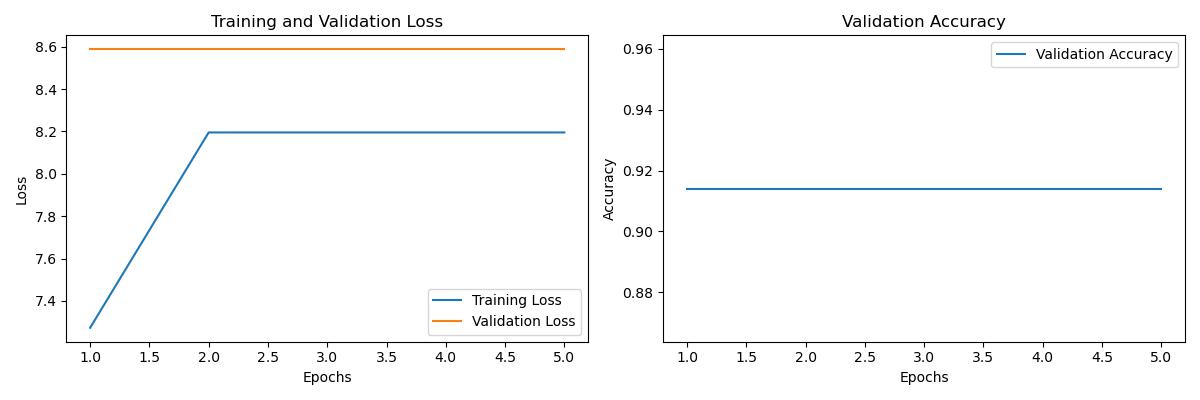 Training and Validation Loss
8.6
8.4
8.2
8.0
7.8
7.6
7.4
Loss
1.0 1.5 2.0 2.5 3.0 3.5 4.0 4.5 5.0
Epochs
Training Loss
Validation Loss
Validation Accuracy
0.96
0.94
0.92
0.90
0.88
Accuracy
1.0 1.5 2.0 2.5 3.0 3.5 4.0 4.5 5.0
Epochs
Validation Accuracy